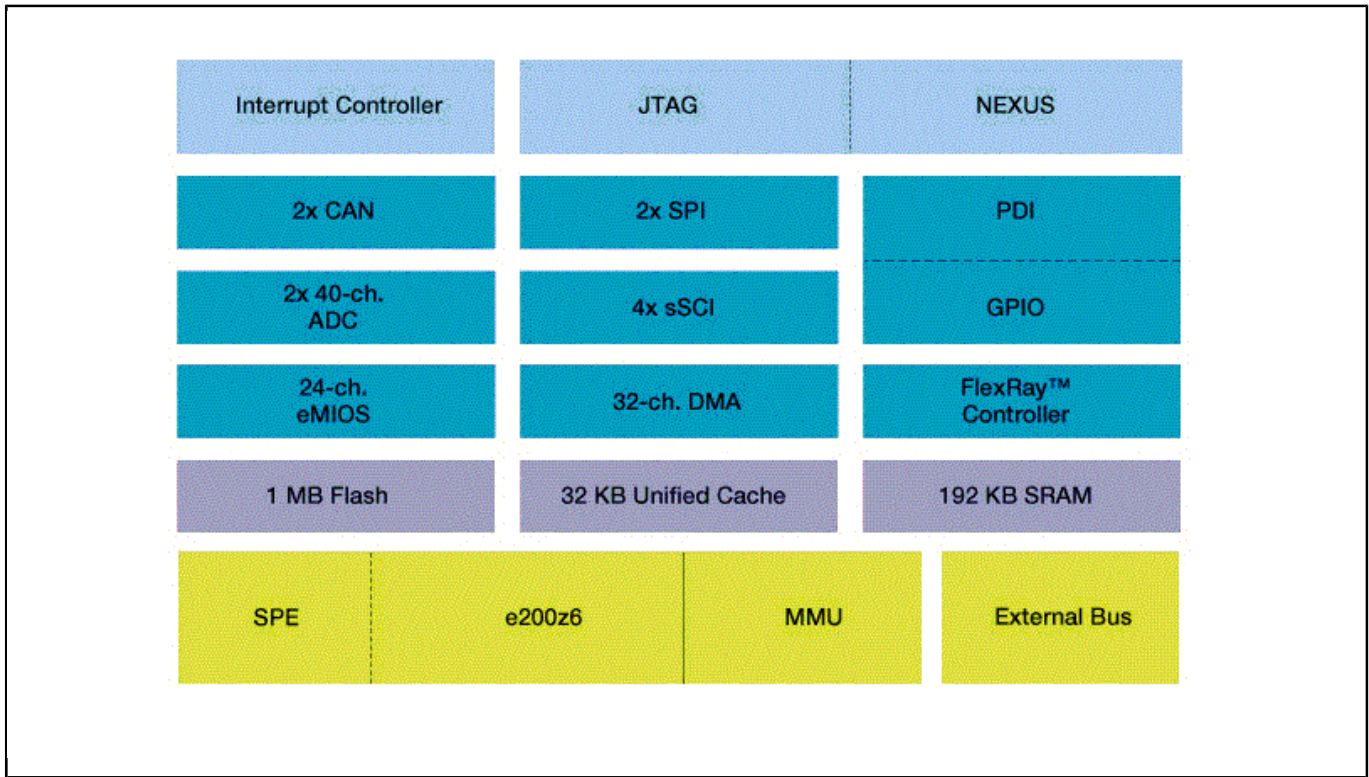 Interrupt Controller
JTAG
NEXUS
2x CAN
2x SPI
PDI
2x 40-ch.
ADC
4x sSCI
GPIO
24-ch.
eMIOS
32-ch. DMA
FlexRay™
Controller
1 MB Flash
32 KB Unified Cache
192 KB SRAM
SPE
e200z6
MMU
External Bus